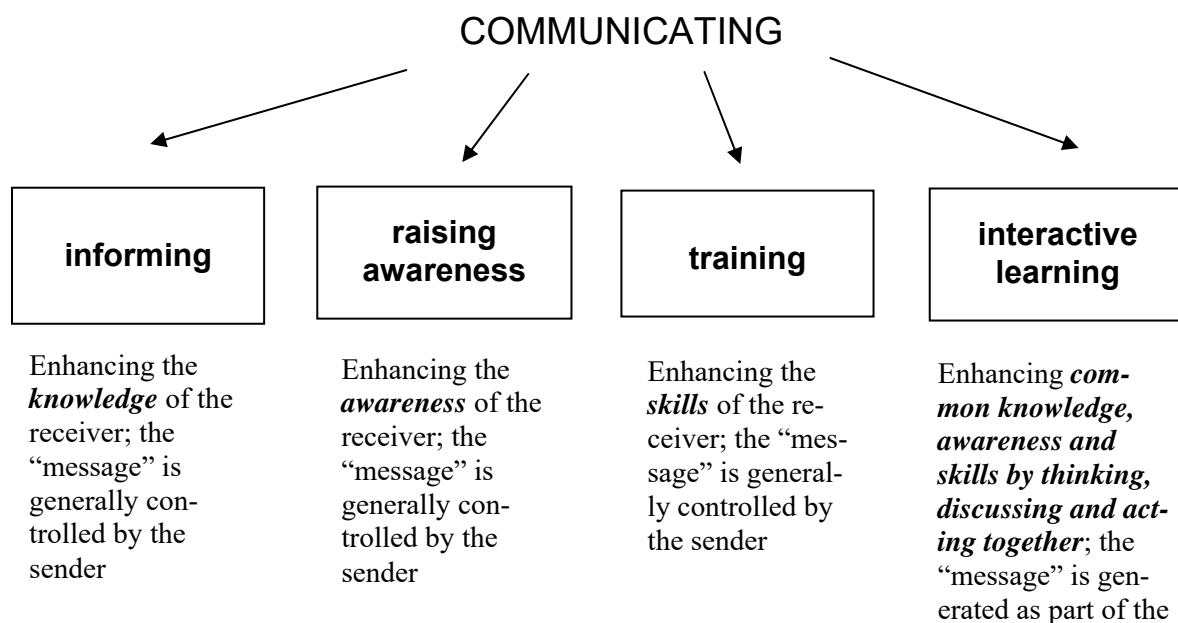 COMMUNICATING
informing
raising
awareness
training
interactive
learning
Enhancing the
knowledge of the
receiver; the
“message” is
generally con-
trolled by the
sender
Enhancing the
awareness of the
receiver; the
“message” is
generally con-
trolled by the
sender
Enhancing the
skills of the re-
ceiver; the “mes-
sage” is general-
ly controlled by
the sender
Enhancing com-
mon knowledge,
awareness and
skills by thinking,
discussing and act-
ing together; the
“message” is gen-
erated as part of the